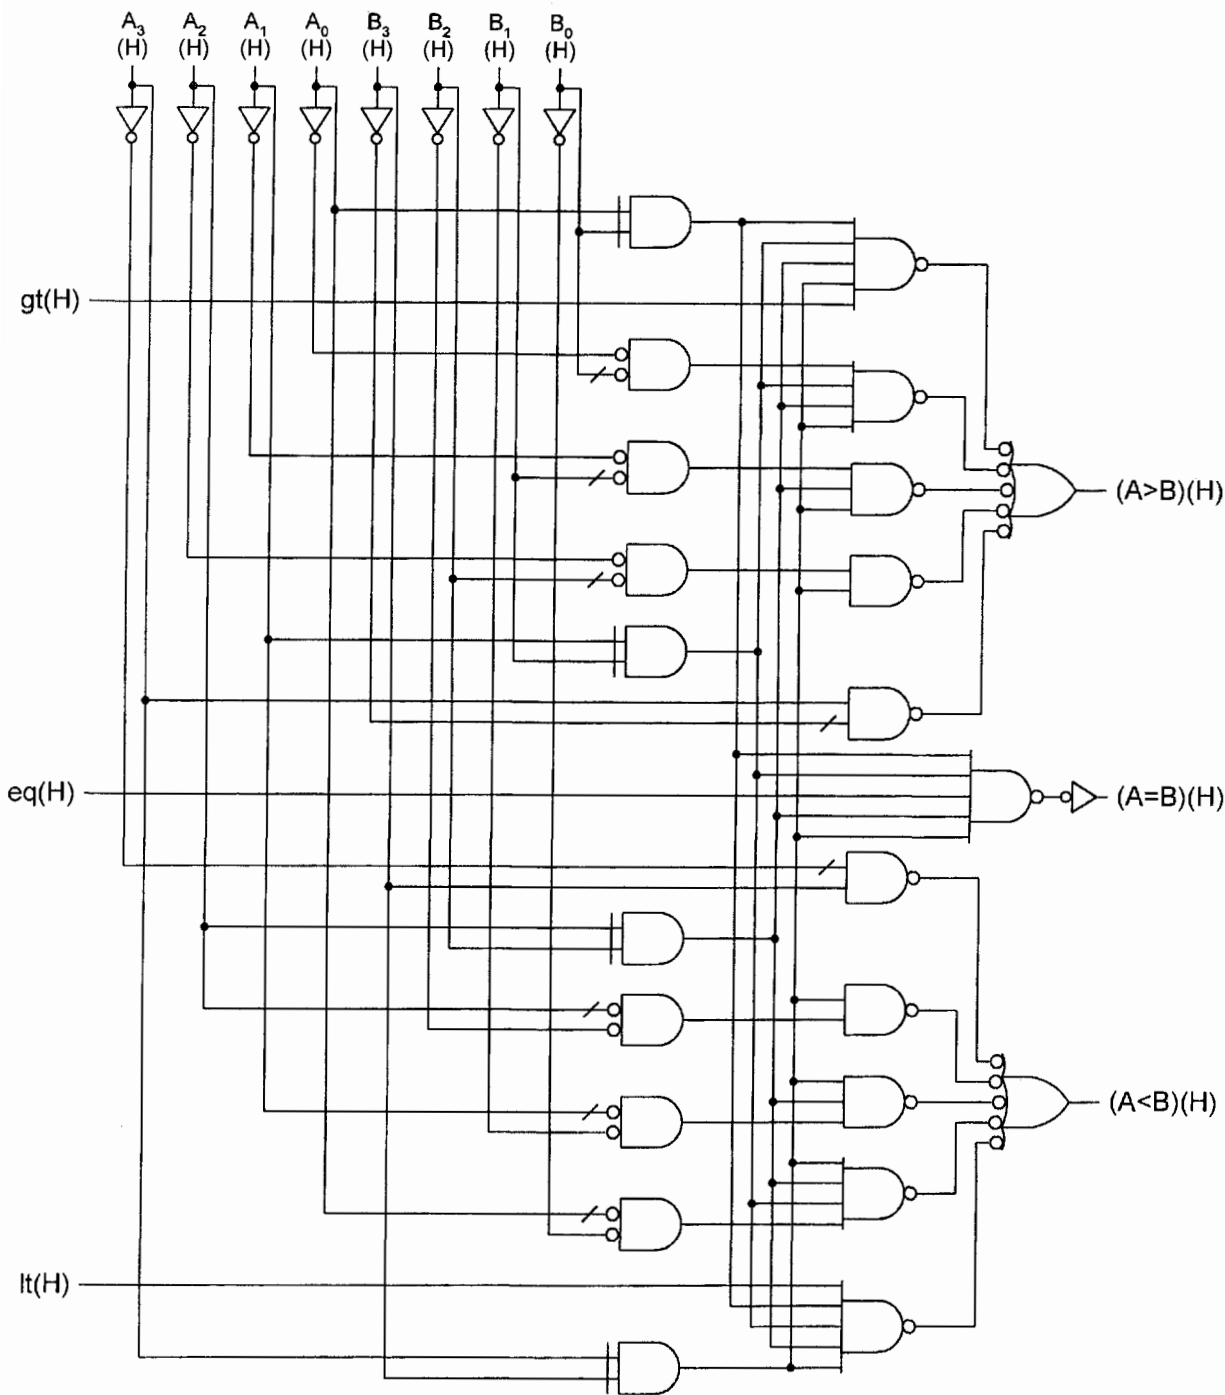 A₃ A₂ A₁ A₀ B₃ B₂ B₁ B₀
(H) (H) (H) (H) (H) (H) (H) (H)
gt(H)
(A>B)(H)
eq(H)
(A=B)(H)
(A<B)(H)
lt(H)